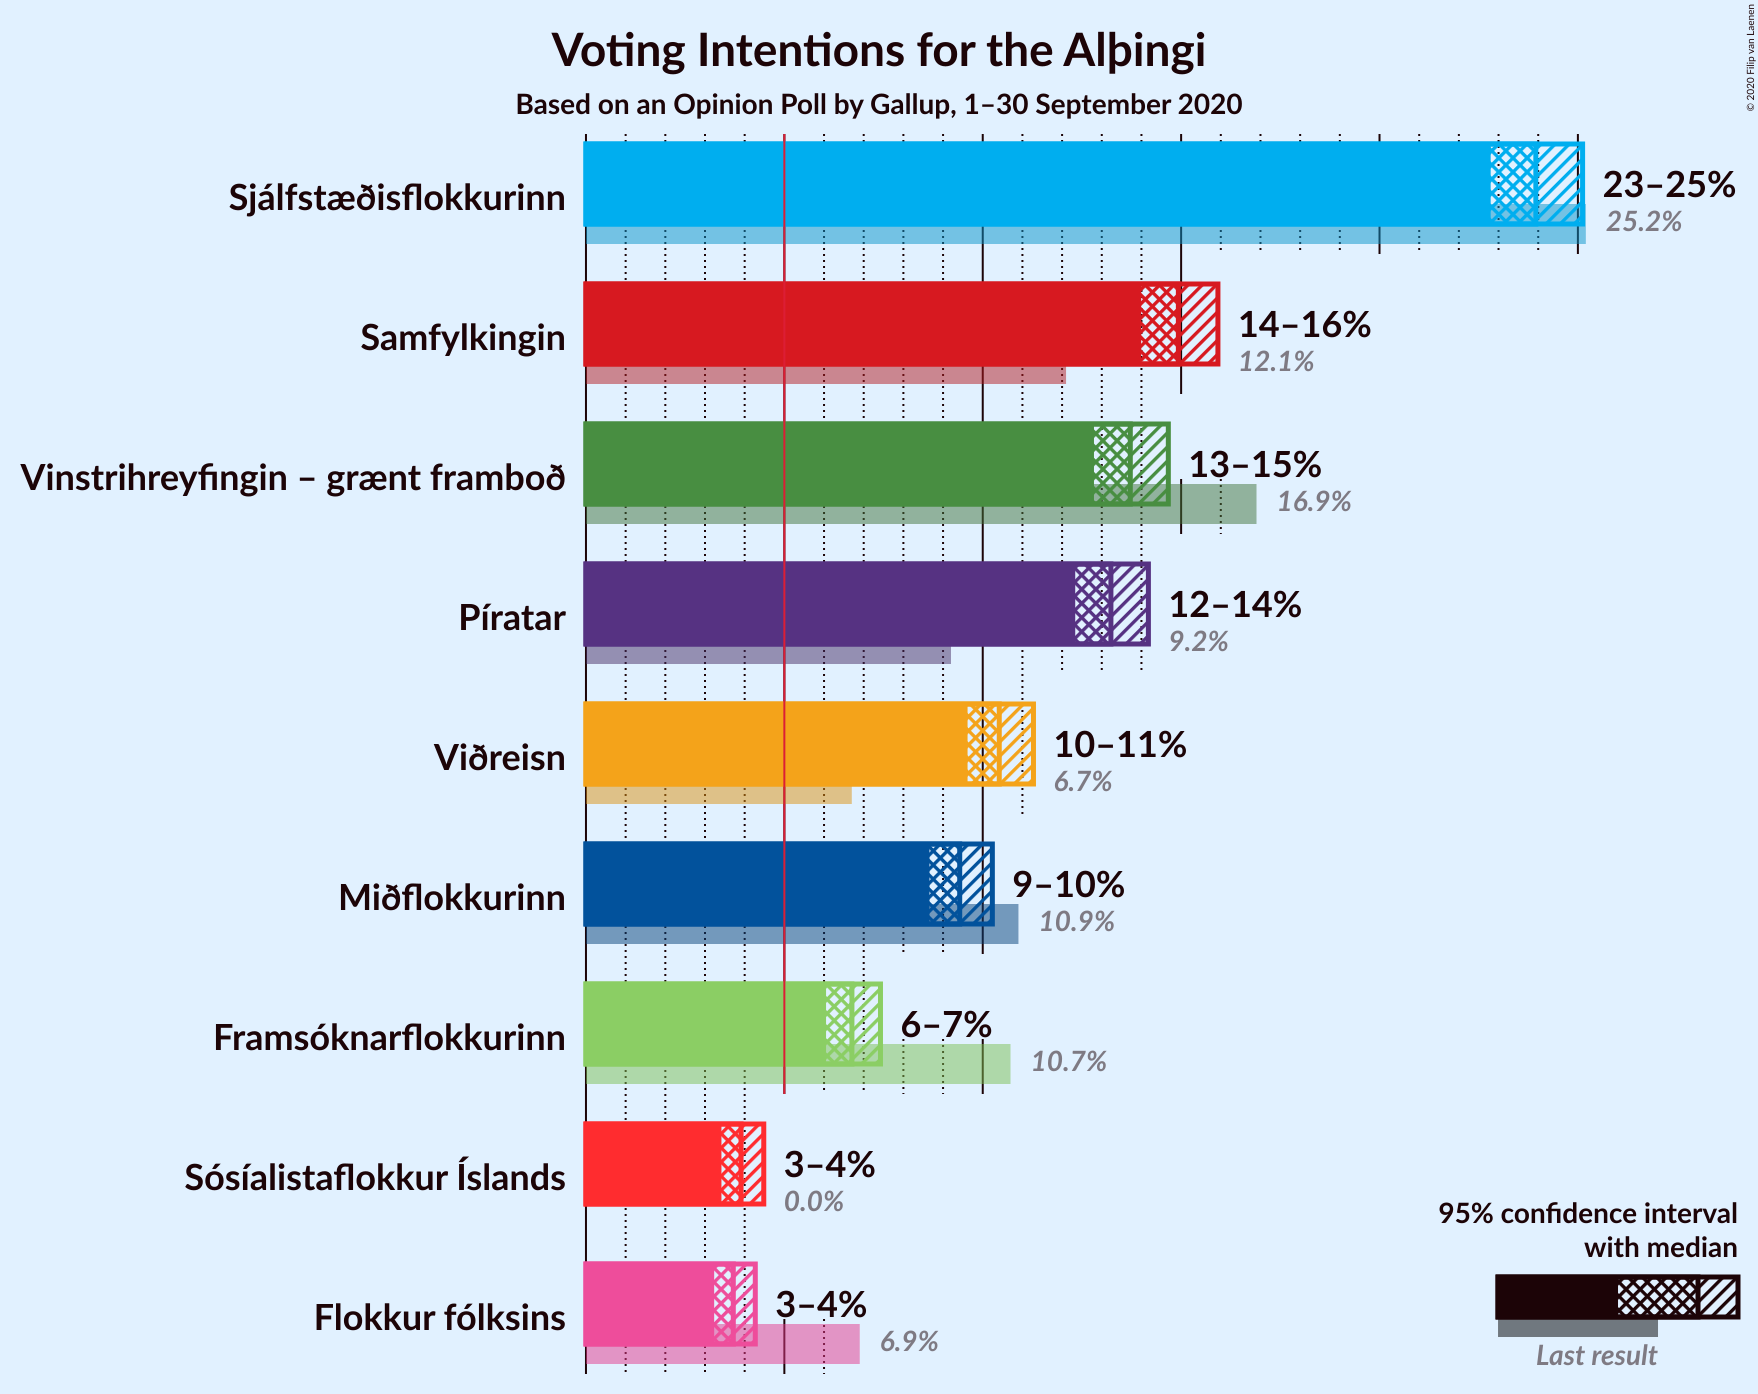 Voting Intentions for the Alþingi
Based on an Opinion Poll by Gallup, 1–30 September 2020
© 2020 Filip van Laenen
Sjálfstæðisflokkurinn
23–25%
25.2%
Samfylkingin
14–16%
12.1%
Vinstrihreyfingin – grænt framboð
13–15%
16.9%
Píratar
12–14%
9.2%
Viðreisn
10–11%
6.7%
Miðflokkurinn
9–10%
10.9%
Framsóknarflokkurinn
6–7%
10.7%
Sósíalistaflokkur Íslands
3–4%
0.0%
Flokkur fólksins
3–4%
6.9%
95% confidence interval
with median
Last result